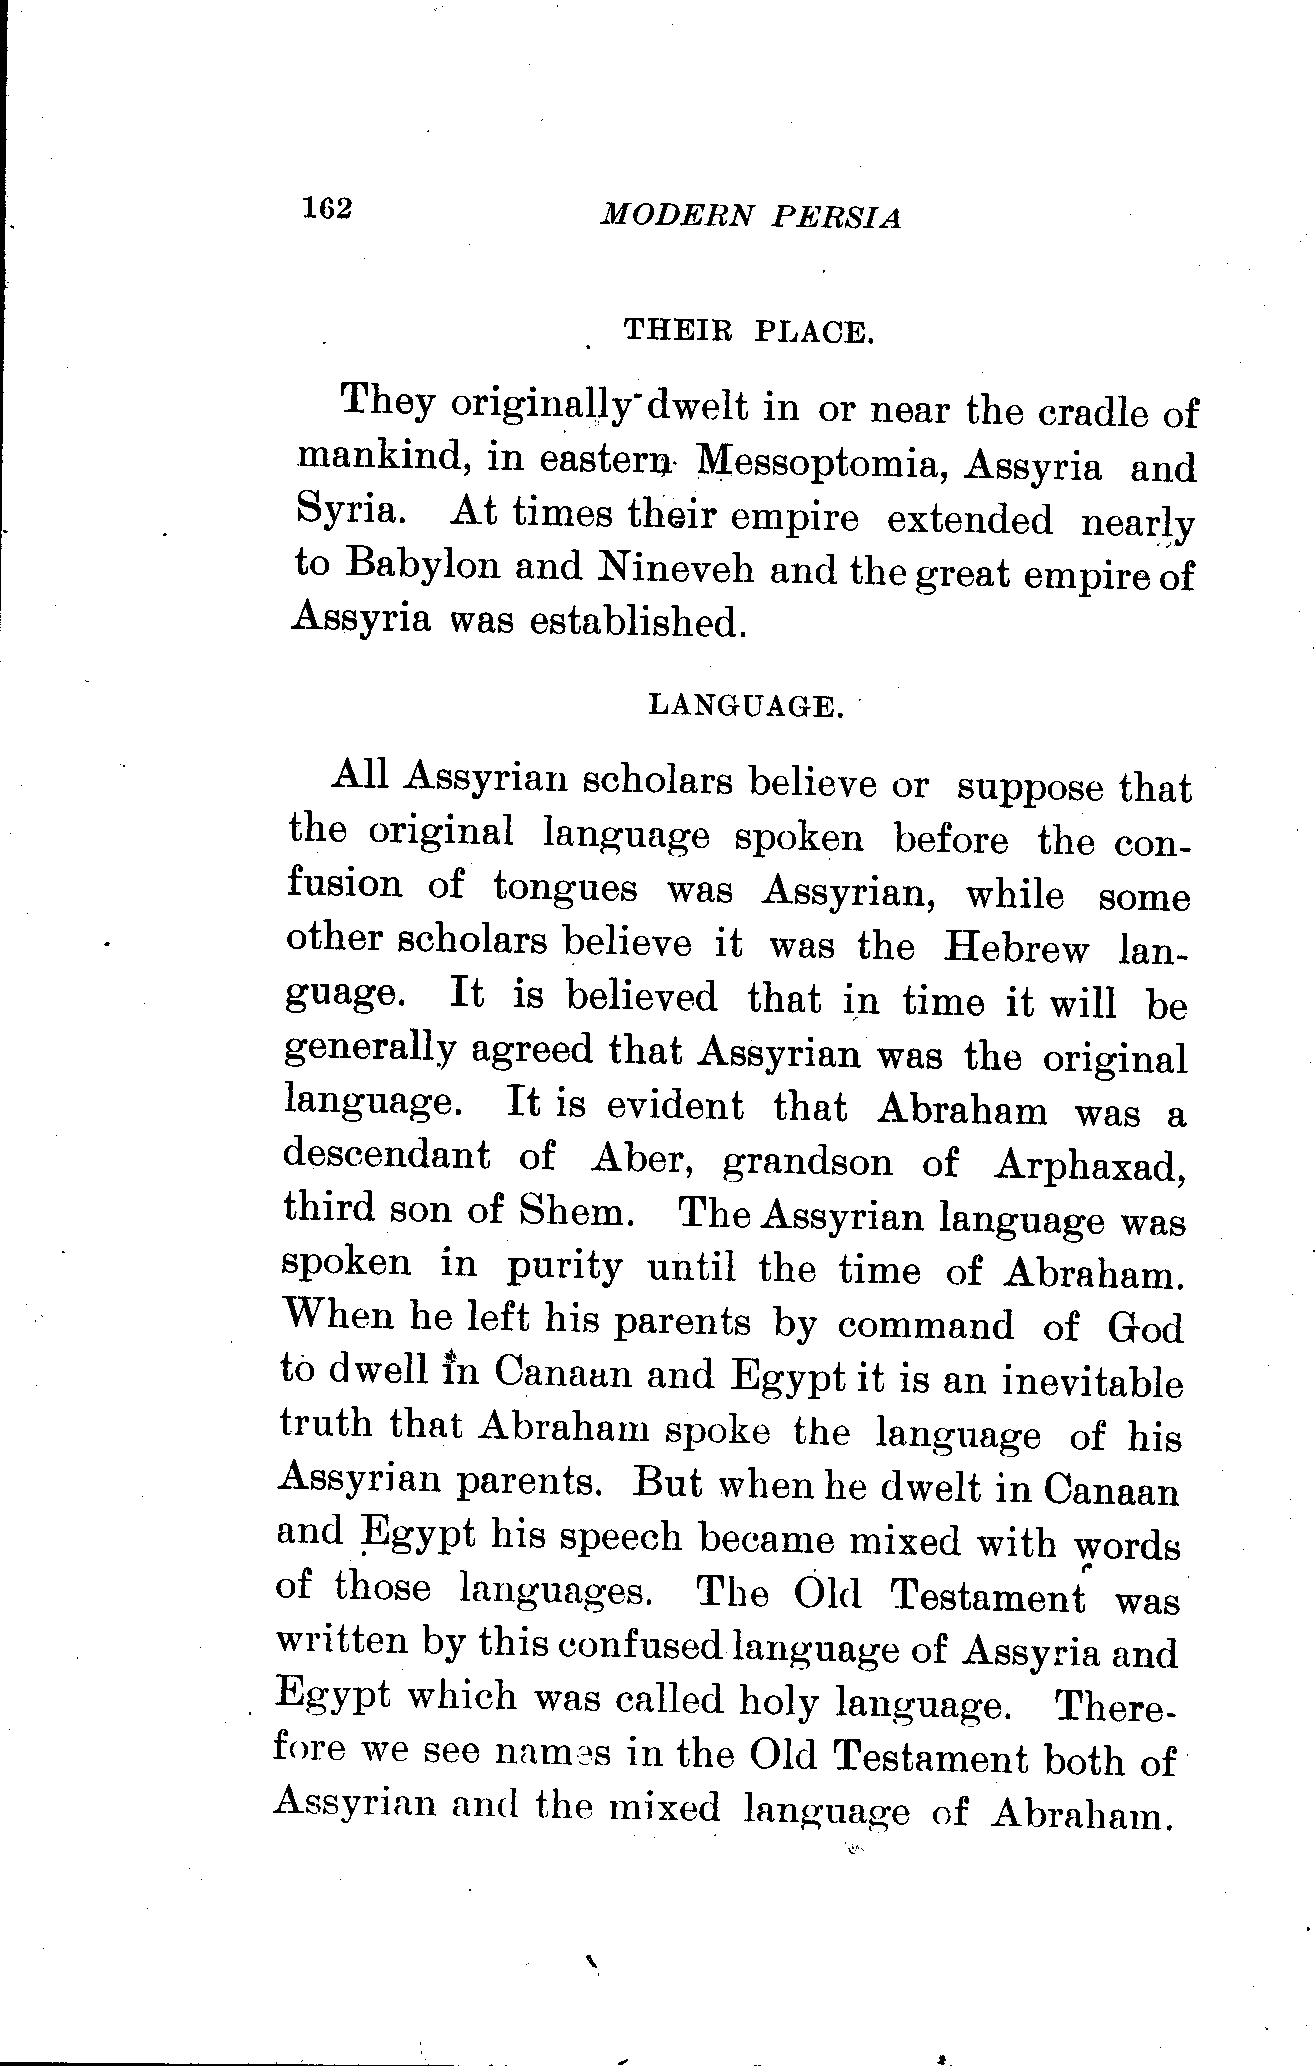 162 MODERN PERSIA
THEIR PLACE.
They originally dwelt in or near the cradle of
mankind, in eastern Messoptomia, Assyria and
Syria. At times their empire extended nearly
to Babylon and Nineveh and the great empire of
Assyria was established.
LANGUAGE.
All Assyrian scholars believe or suppose that
the original language spoken before the con-
fusion of tongues was Assyrian, while some
other scholars believe it was the Hebrew lan-
guage. It is believed that in time it will be
generally agreed that Assyrian was the original
language. It is evident that Abraham was a
descendant of Aber, grandson of Arphaxad,
third son of Shem. The Assyrian language was
spoken in purity until the time of Abraham.
When he left his parents by command of God
to dwell in Canaan and Egypt it is an inevitable
truth that Abraham spoke the language of his
Assyrian parents. But when he dwelt in Canaan
and Egypt his speech became mixed with words
of those languages. The Old Testament was
written by this confused language of Assyria and
Egypt which was called holy language. There-
fore we see names in the Old Testament both of
Assyrian and the mixed language of Abraham.